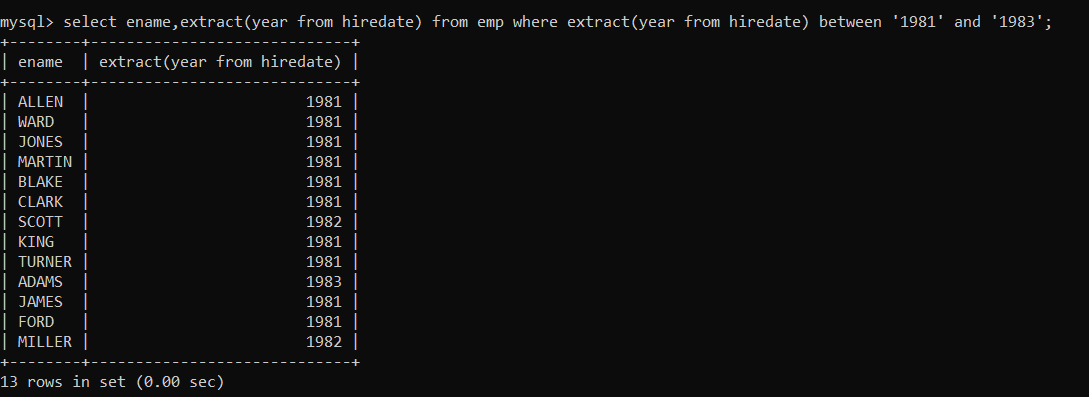 mysql> select ename,extract(year from hiredate) from emp where extract(year from hiredate) between '1981' and '1983';
+--------+-----------------------------+
| ename  | extract(year from hiredate) |
+--------+-----------------------------+
| ALLEN  |                        1981 |
| WARD   |                        1981 |
| JONES  |                        1981 |
| MARTIN |                        1981 |
| BLAKE  |                        1981 |
| CLARK  |                        1981 |
| SCOTT  |                        1982 |
| KING   |                        1981 |
| TURNER |                        1981 |
| ADAMS  |                        1983 |
| JAMES  |                        1981 |
| FORD   |                        1981 |
| MILLER |                        1982 |
+--------+-----------------------------+
13 rows in set (0.00 sec)